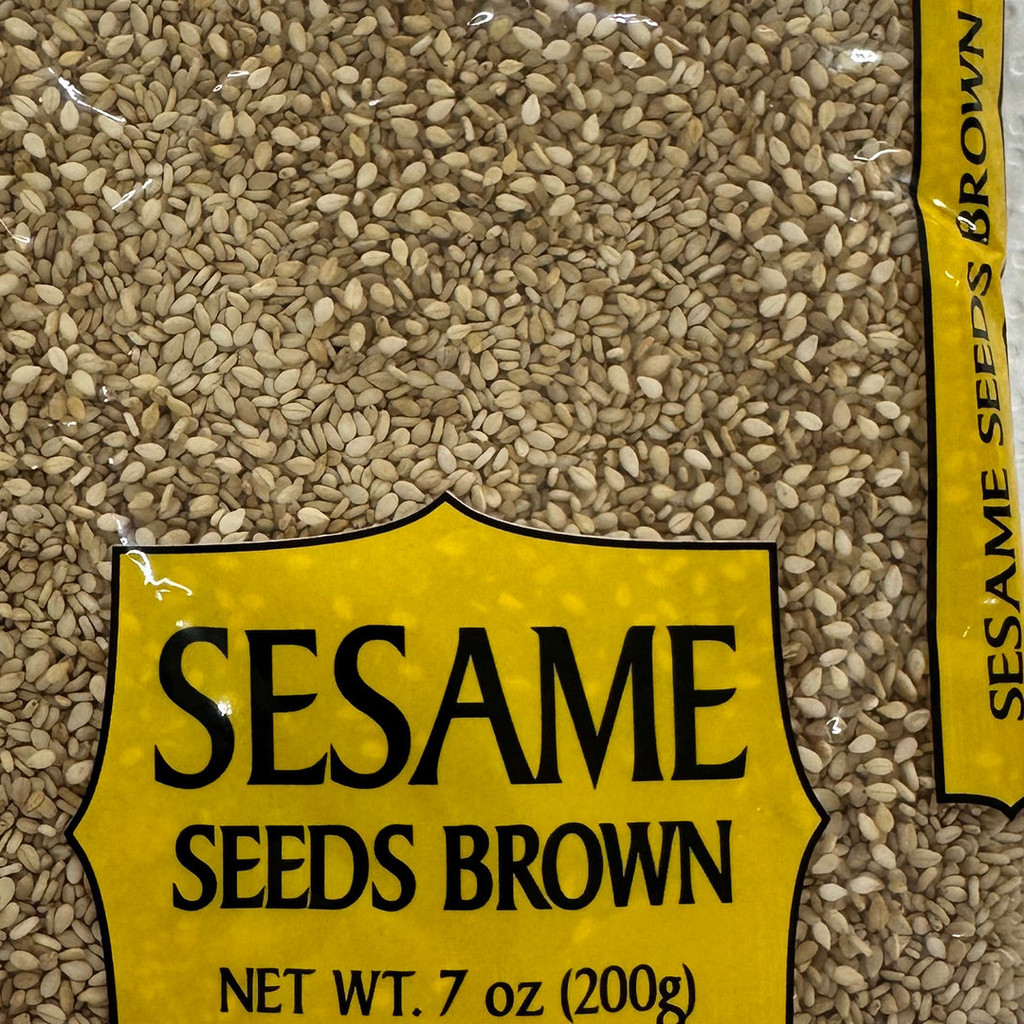 SESAME
SEEDS BROWN
NET WT. 7 oz (200g)
SESAME SEEDS BROWN